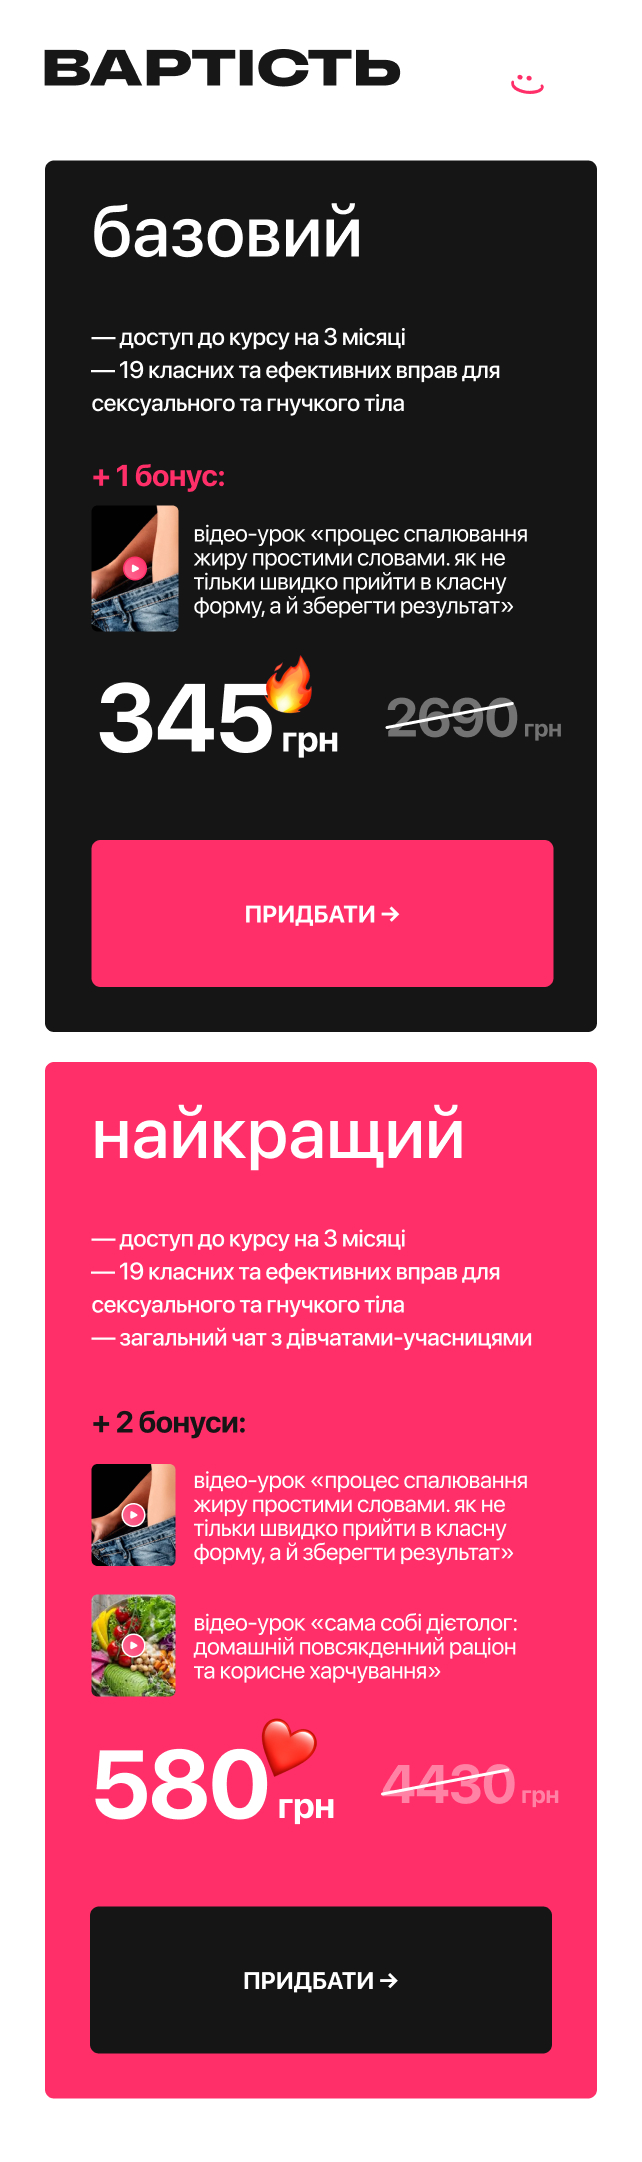 ВАРТІСТЬ
базовий
— доступ до курсу на 3 місяці
— 19 класних та ефективних вправ для
сексуального та гнучкого тіла
+ 1 бонус:
відео-урок «процес спалювання
жиру простими словами. як не
тільки швидко прийти в класну
форму, а й зберегти результат»
345 грн 2690 грн
ПРИДБАТИ →
найкращий
— доступ до курсу на 3 місяці
— 19 класних та ефективних вправ для
сексуального та гнучкого тіла
— загальний чат з дівчатами-учасницями
+ 2 бонуси:
відео-урок «процес спалювання
жиру простими словами. як не
тільки швидко прийти в класну
форму, а й зберегти результат»
відео-урок «сама собі дієтолог:
домашній повсякденний раціон
та корисне харчування»
580 грн 4430 грн
ПРИДБАТИ →